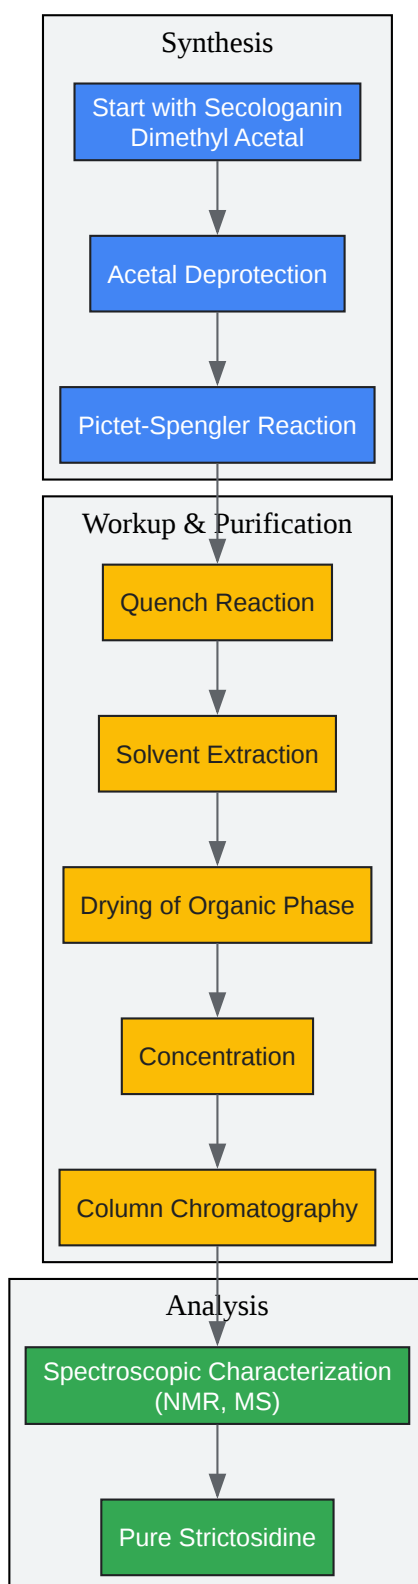 Synthesis
Start with Secologanin
Dimethyl Acetal
Acetal Deprotection
Pictet-Spengler Reaction
Workup & Purification
Quench Reaction
Solvent Extraction
Drying of Organic Phase
Concentration
Column Chromatography
Analysis
Spectroscopic Characterization
(NMR, MS)
Pure Strictosidine